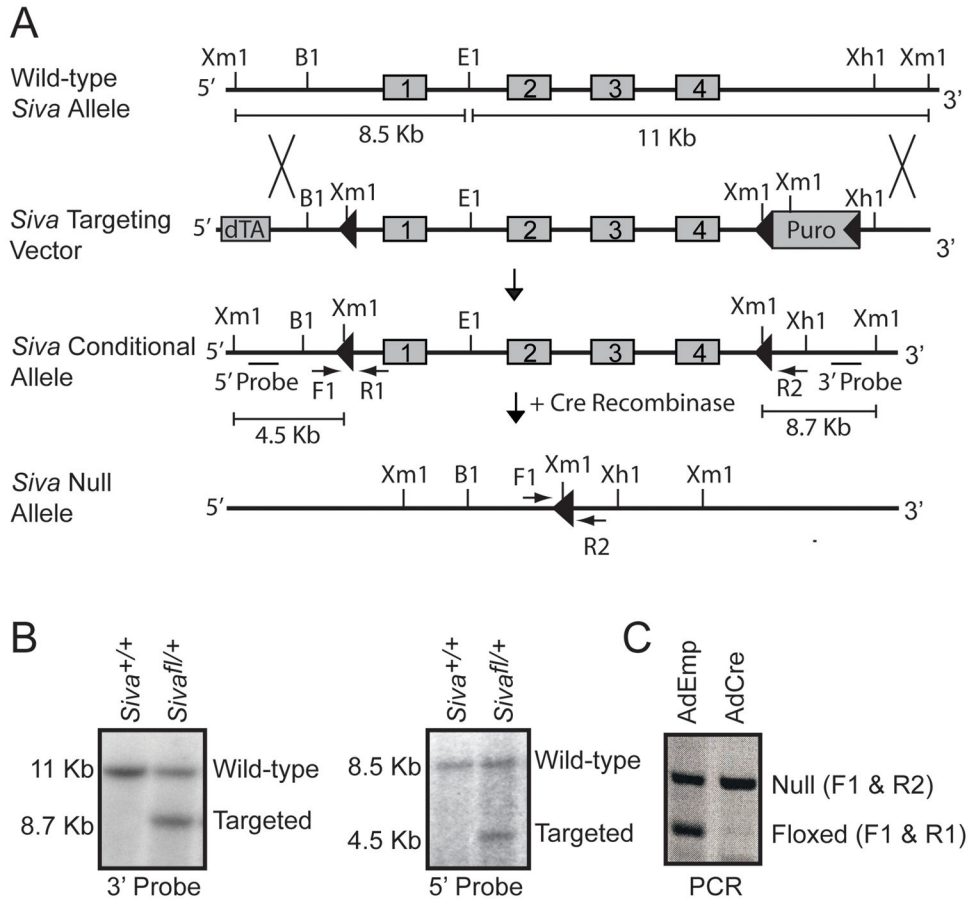 A
Wild-type
Siva Allele
Xm1 B1 E1 Xh1 Xm1
5′ 1 2 3 4 3′
8.5 Kb 11 Kb
Siva Targeting
Vector
B1 Xm1 E1 Xm1 Xm1 Xh1
5′ dTA 1 2 3 4 Puro 3′
Siva Conditional
Allele
Xm1 B1 Xm1 E1 Xm1 Xh1 Xm1
5′ 1 2 3 4 3′
5′ Probe F1 R1 R2 3′ Probe
4.5 Kb + Cre Recombinase 8.7 Kb
Siva Null
Allele
Xm1 B1 F1 Xm1 Xh1 Xm1
5′ 3′
R2
B
Siva+/+ Sivafl/+
11 Kb Wild-type
8.7 Kb Targeted
3’ Probe
Siva+/+ Sivafl/+
8.5 Kb Wild-type
4.5 Kb Targeted
5’ Probe
C
AdEmp AdCre
Null (F1 & R2)
Floxed (F1 & R1)
PCR